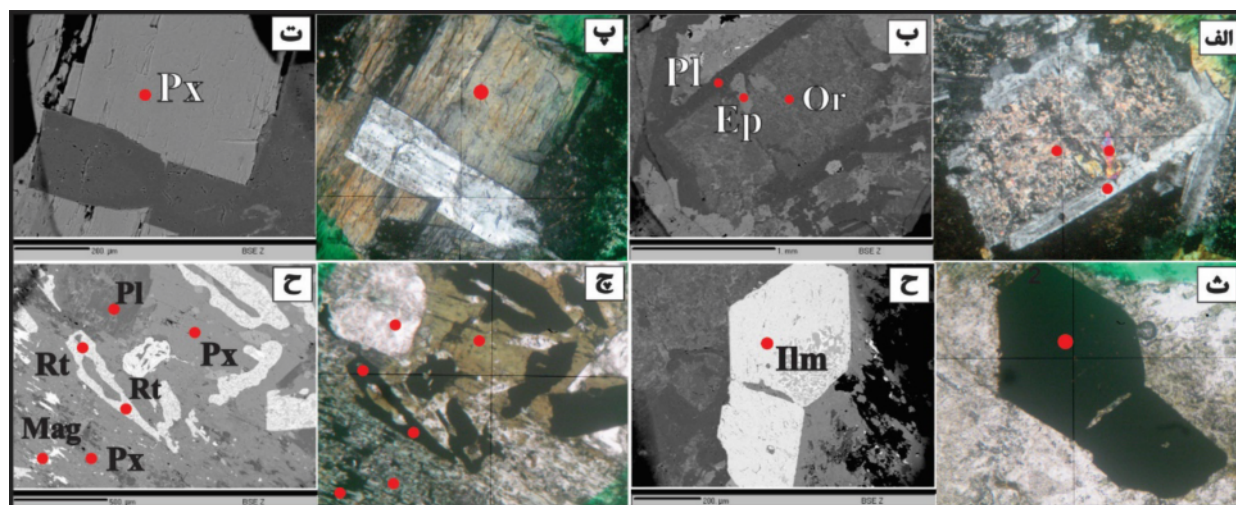 الف
ب
Pl
Ep
Or
1 mm BSE Z
پ
ت
Px
200 µm BSE Z
ث
2
ح
Ilm
200 µm BSE Z
چ
ح
Pl
Px
Rt
Rt
Mag
Px
500 µm BSE Z